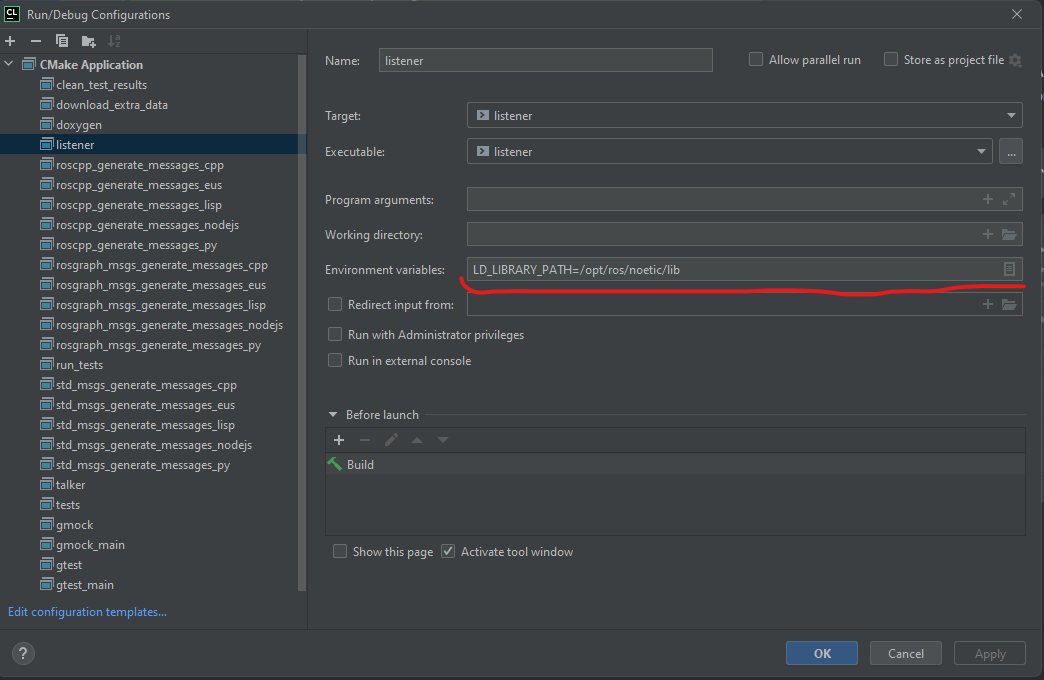 CL Run/Debug Configurations
CMake Application
clean_test_results
download_extra_data
doxygen
listener
roscpp_generate_messages_cpp
roscpp_generate_messages_eus
roscpp_generate_messages_lisp
roscpp_generate_messages_nodejs
roscpp_generate_messages_py
rosgraph_msgs_generate_messages_cpp
rosgraph_msgs_generate_messages_eus
rosgraph_msgs_generate_messages_lisp
rosgraph_msgs_generate_messages_nodejs
rosgraph_msgs_generate_messages_py
run_tests
std_msgs_generate_messages_cpp
std_msgs_generate_messages_eus
std_msgs_generate_messages_lisp
std_msgs_generate_messages_nodejs
std_msgs_generate_messages_py
talker
tests
gmock
gmock_main
gtest
gtest_main
Edit configuration templates...
Name: listener Allow parallel run Store as project file
Target: listener
Executable: listener ...
Program arguments:
Working directory:
Environment variables: LD_LIBRARY_PATH=/opt/ros/noetic/lib
Redirect input from:
Run with Administrator privileges
Run in external console
Before launch
Build
Show this page Activate tool window
? OK Cancel Apply